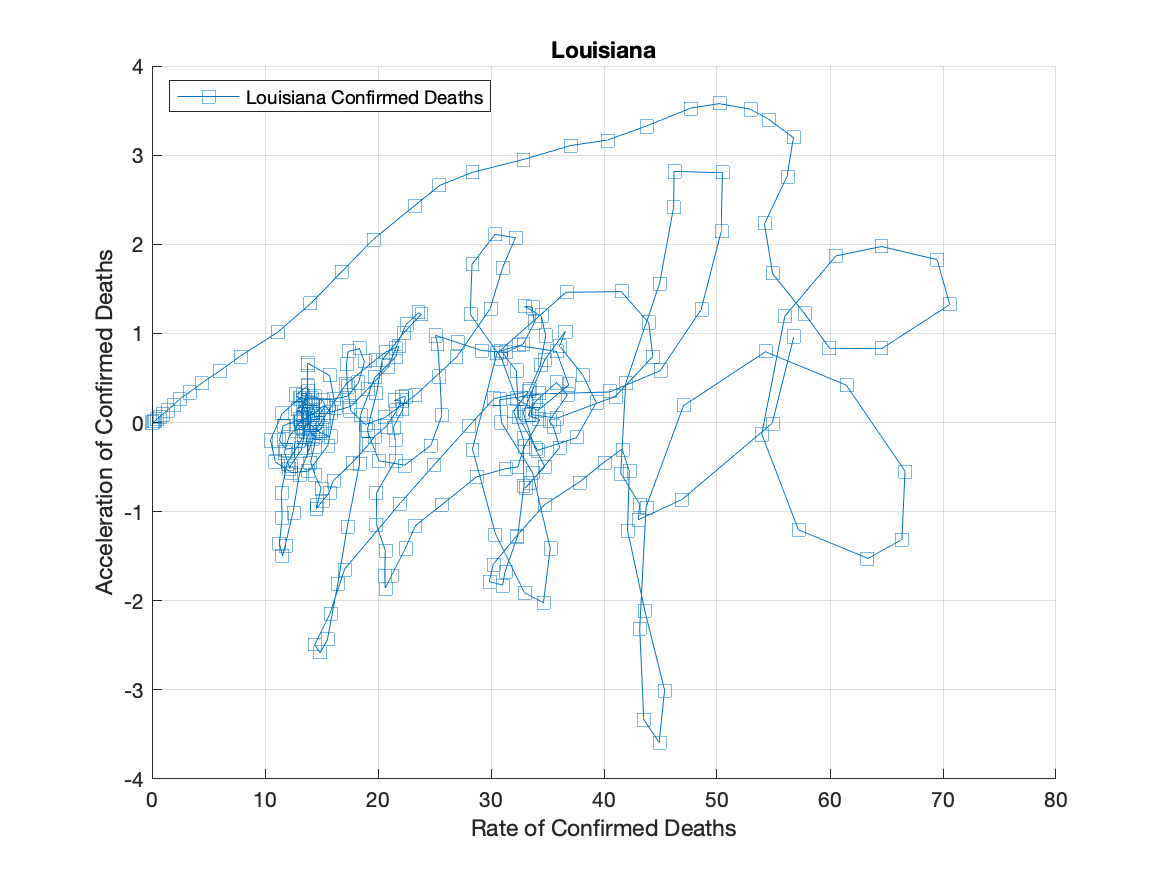 Louisiana
Louisiana Confirmed Deaths
4
3
2
1
0
-1
-2
-3
-4
Acceleration of Confirmed Deaths
0 10 20 30 40 50 60 70 80
Rate of Confirmed Deaths